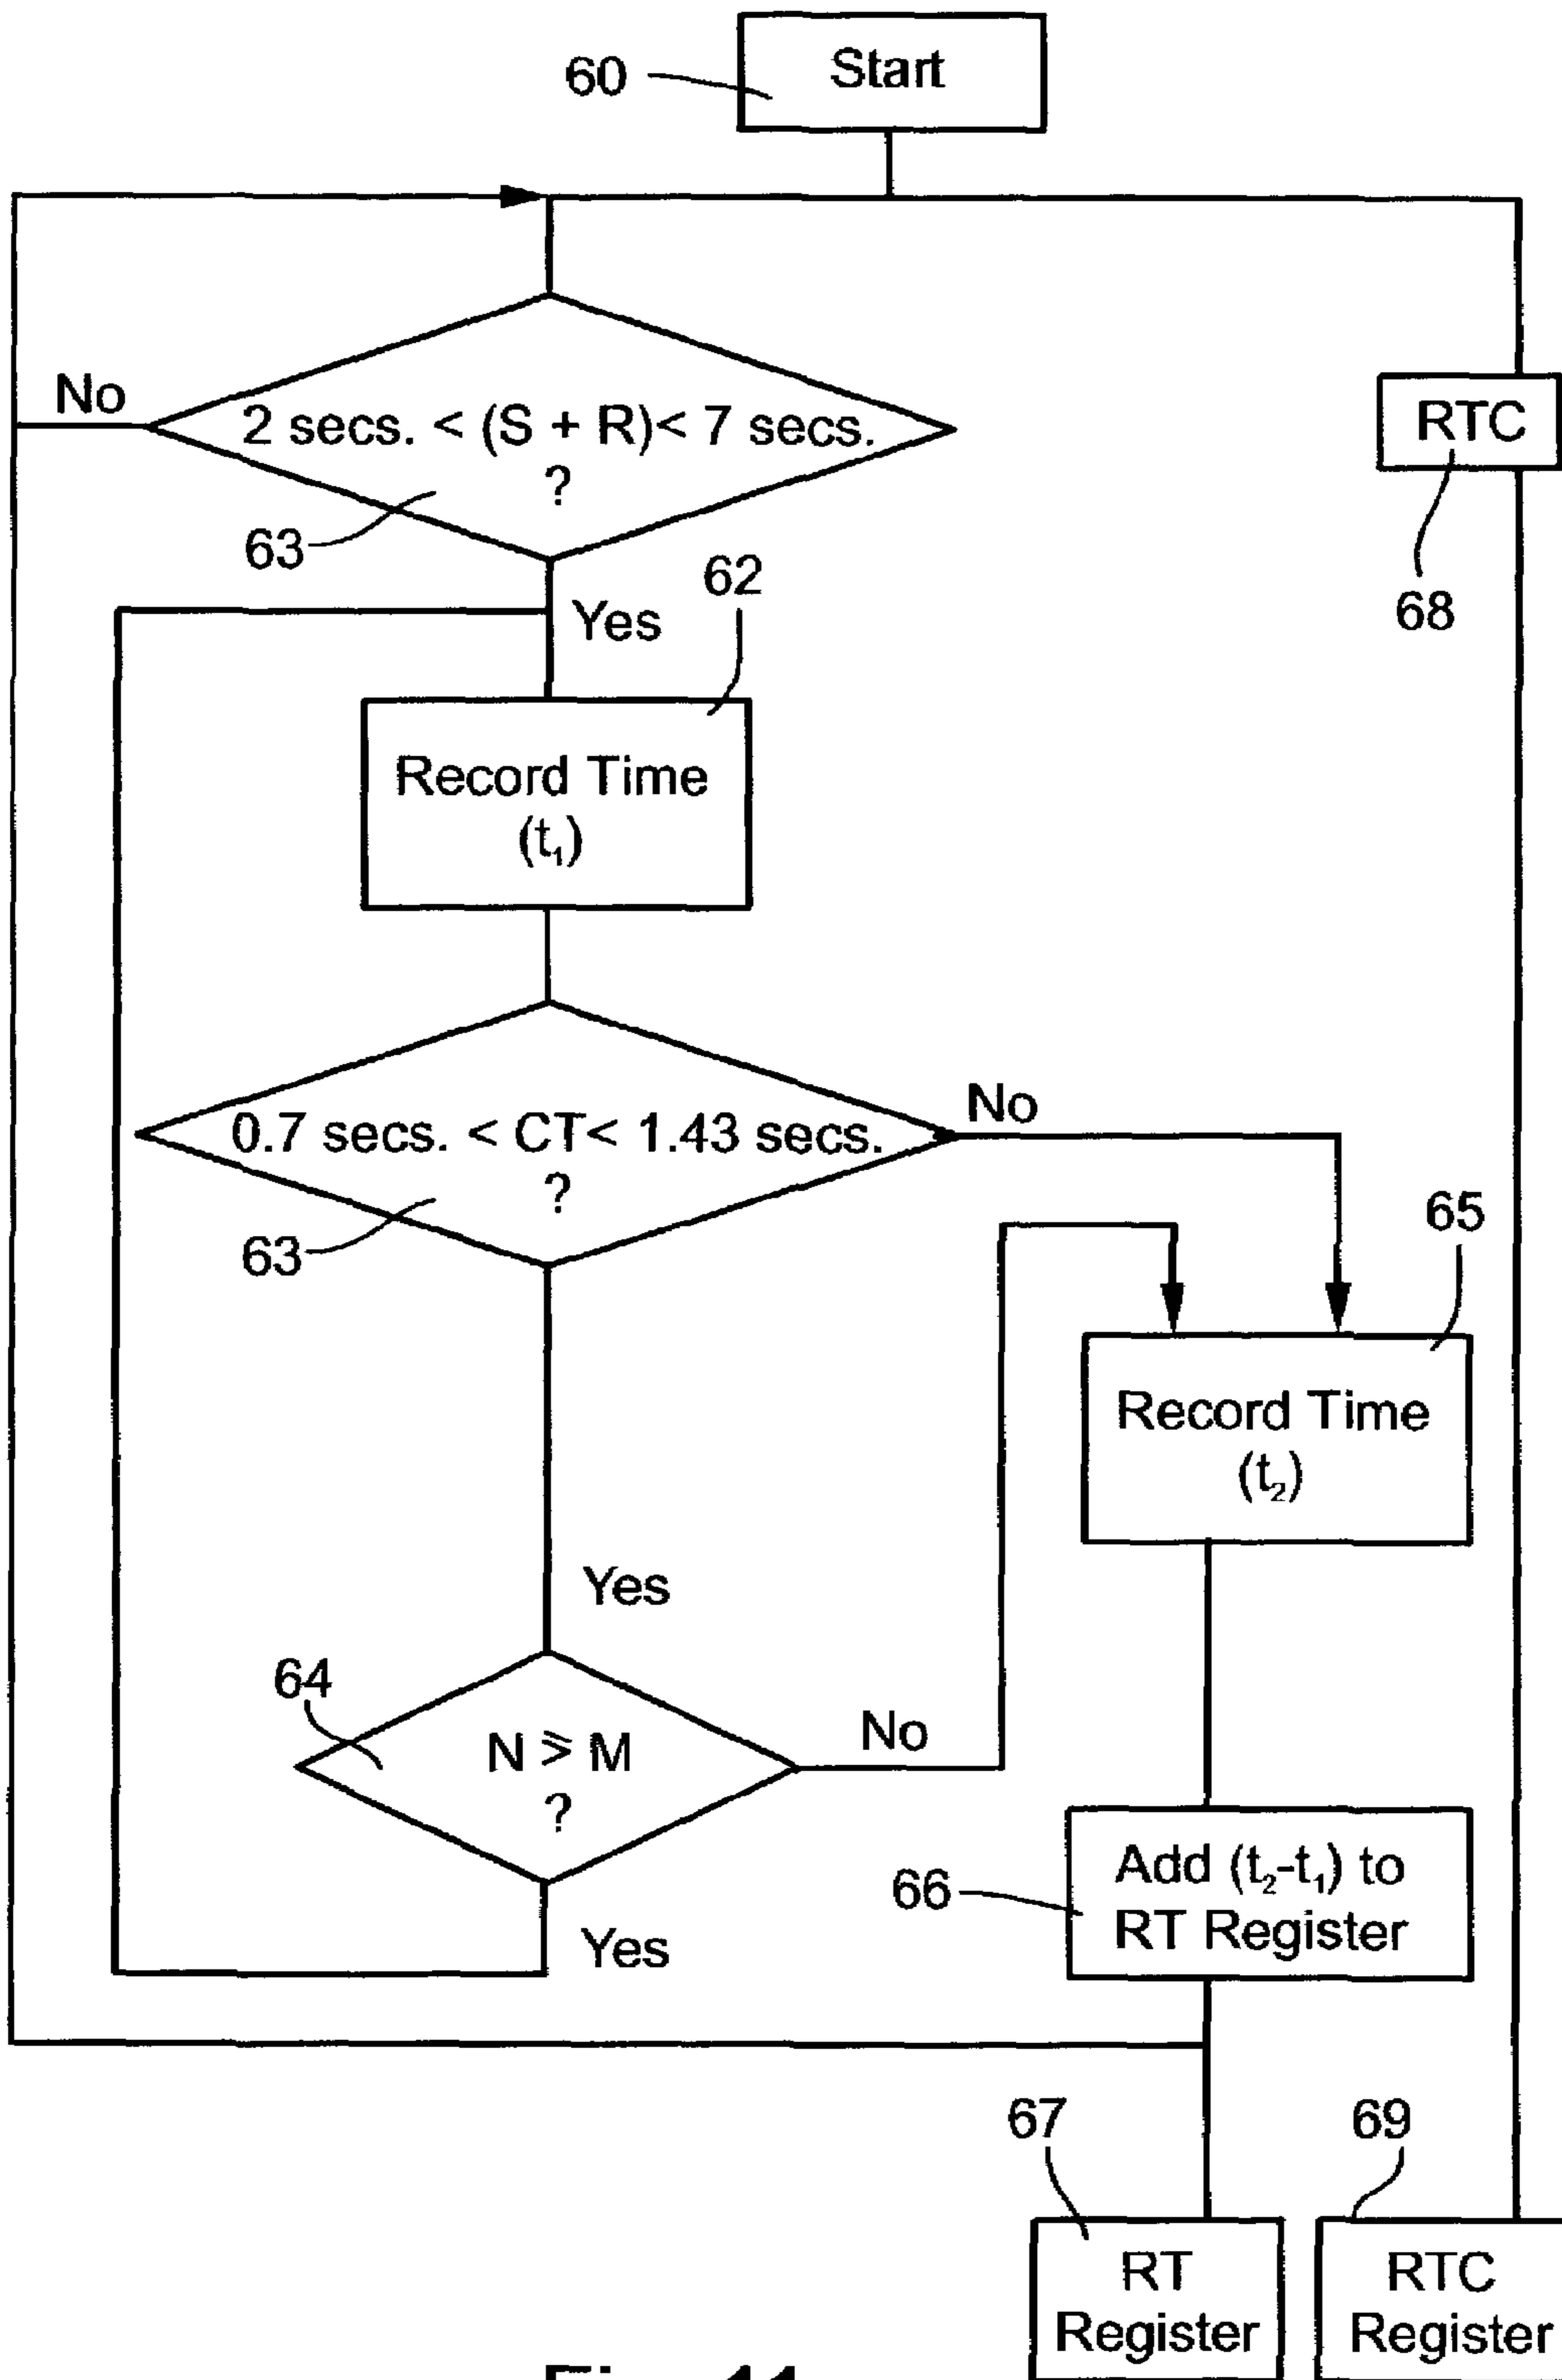 Start
60
No
2 secs. < (S + R)< 7 secs.
?
63
RTC
68
62
Yes
Record Time
(t₁)
0.7 secs. < CT< 1.43 secs.
?
No
63
65
Record Time
(t₂)
Yes
64
N ⩾ M
?
No
Yes
66
Add (t₂-t₁) to
RT Register
67
69
RT
Register
RTC
Register